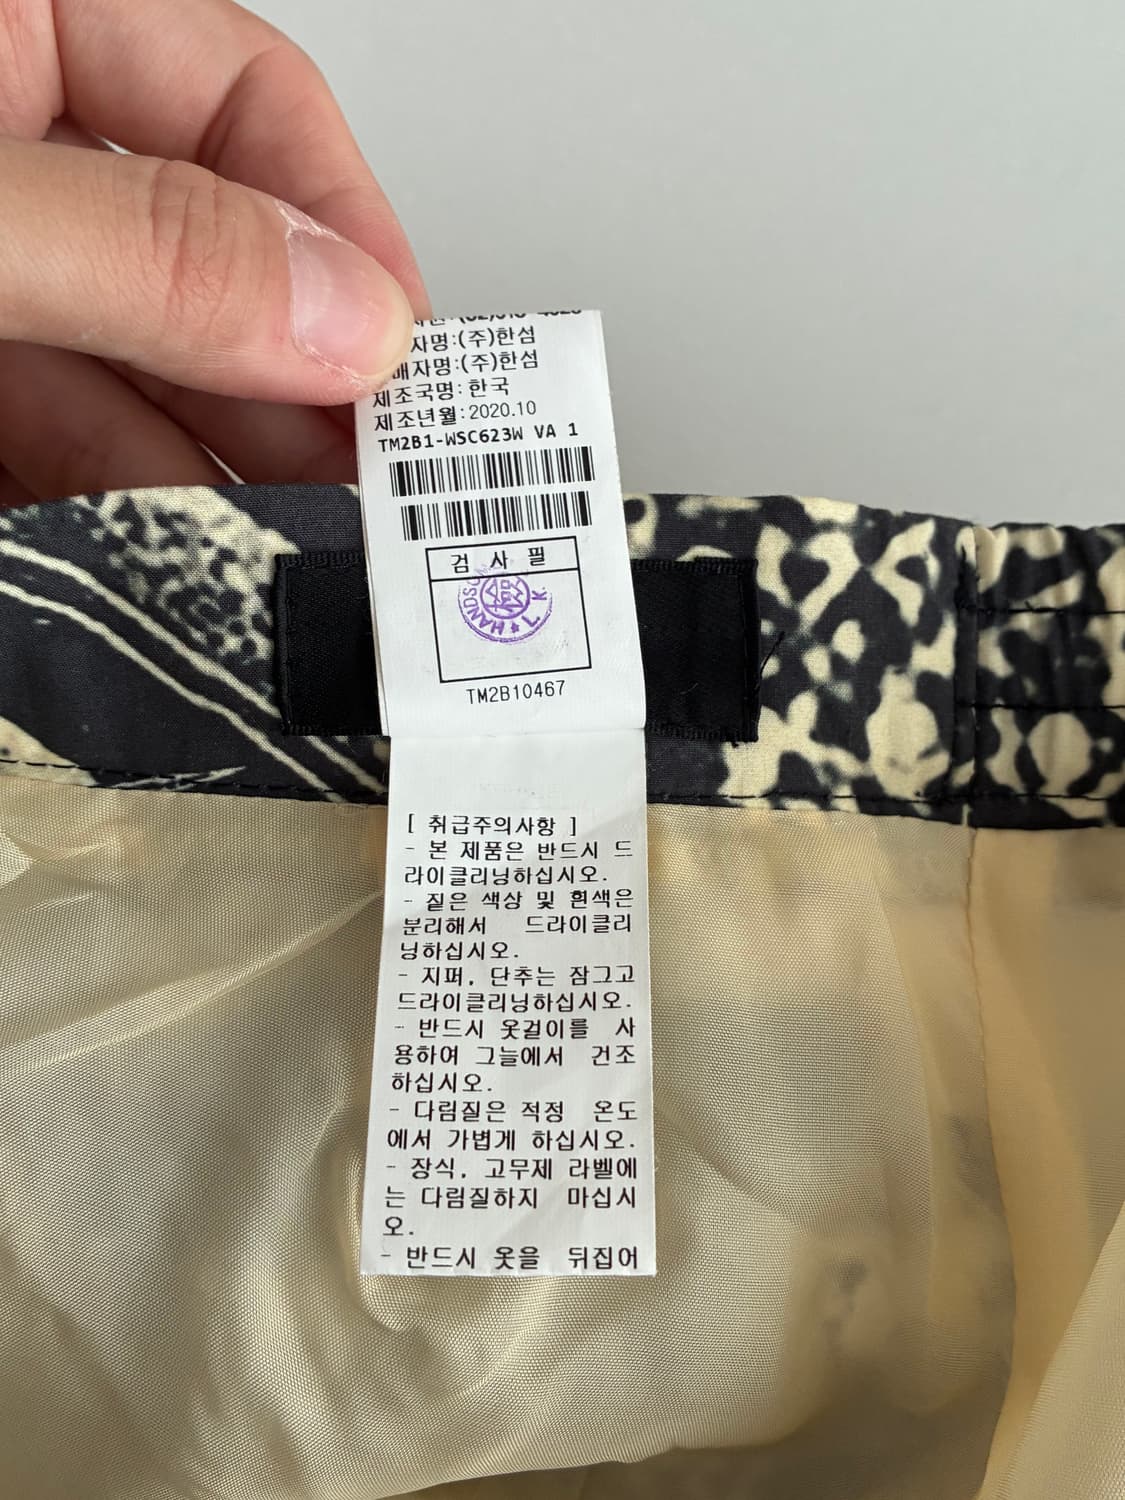 자명:(주)한섬
매자명:(주)한섬
제조국명: 한국
제조년월:2020.10
TM2B1-WSC623W VA 1
검 사 필
HANDSO
★ J K
TM2B10467
[ 취급주의사항 ]
- 본 제품은 반드시 드
라이클리닝하십시오.
- 짙은 색상 및 흰색은
분리해서 드라이클리
닝하십시오.
- 지퍼, 단추는 잠그고
드라이클리닝하십시오.
- 반드시 옷걸이를 사
용하여 그늘에서 건조
하십시오.
- 다림질은 적정 온도
에서 가볍게 하십시오.
- 장식, 고무제 라벨에
는 다림질하지 마십시
오.
- 반드시 옷을 뒤집어